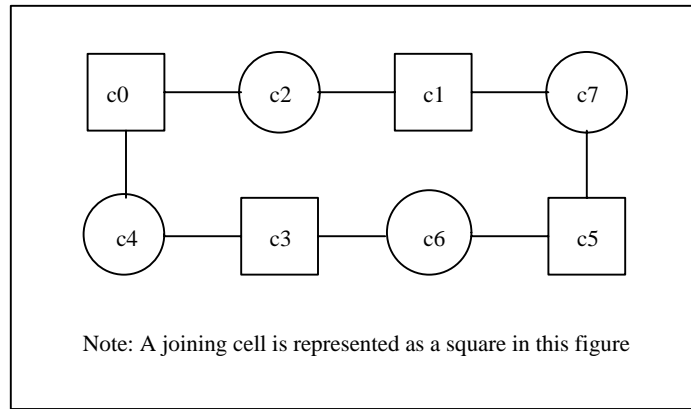 c0 c2 c1 c7
c4 c3 c6 c5
Note: A joining cell is represented as a square in this figure